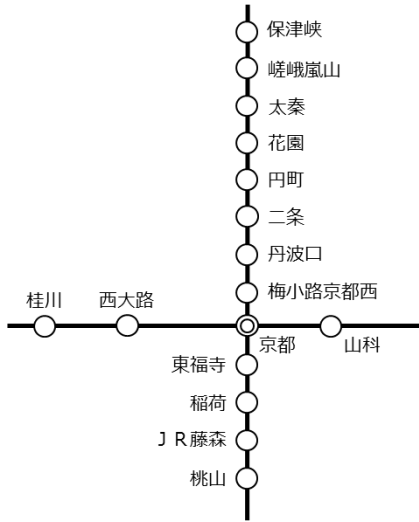 保津峡
嵯峨嵐山
太秦
花園
円町
二条
丹波口
梅小路京都西
桂川
西大路
京都
山科
東福寺
稲荷
ＪＲ藤森
桃山